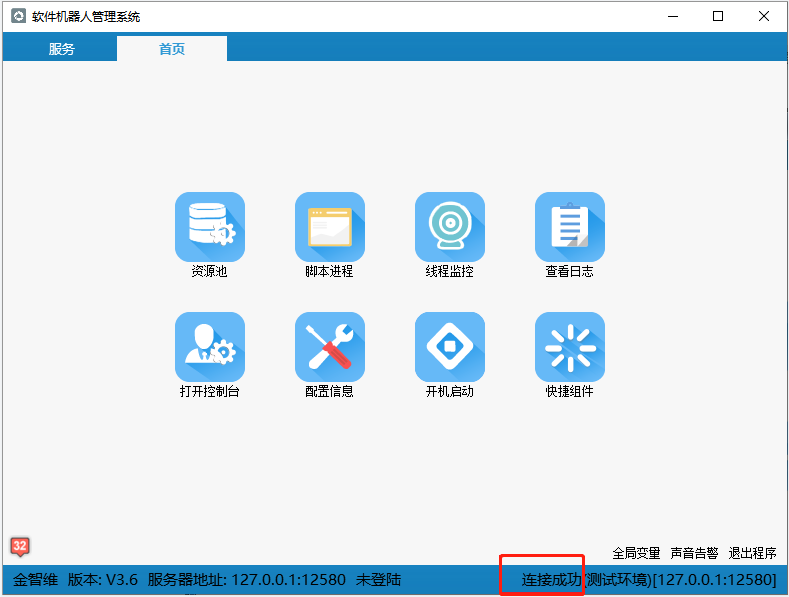 软件机器人管理系统
服务 首页
资源池 脚本进程 线程监控 查看日志
打开控制台 配置信息 开机启动 快捷组件
32
全局变量 声音告警 退出程序
金智维 版本: V3.6 服务器地址: 127.0.0.1:12580 未登陆 连接成功(测试环境)[127.0.0.1:12580]